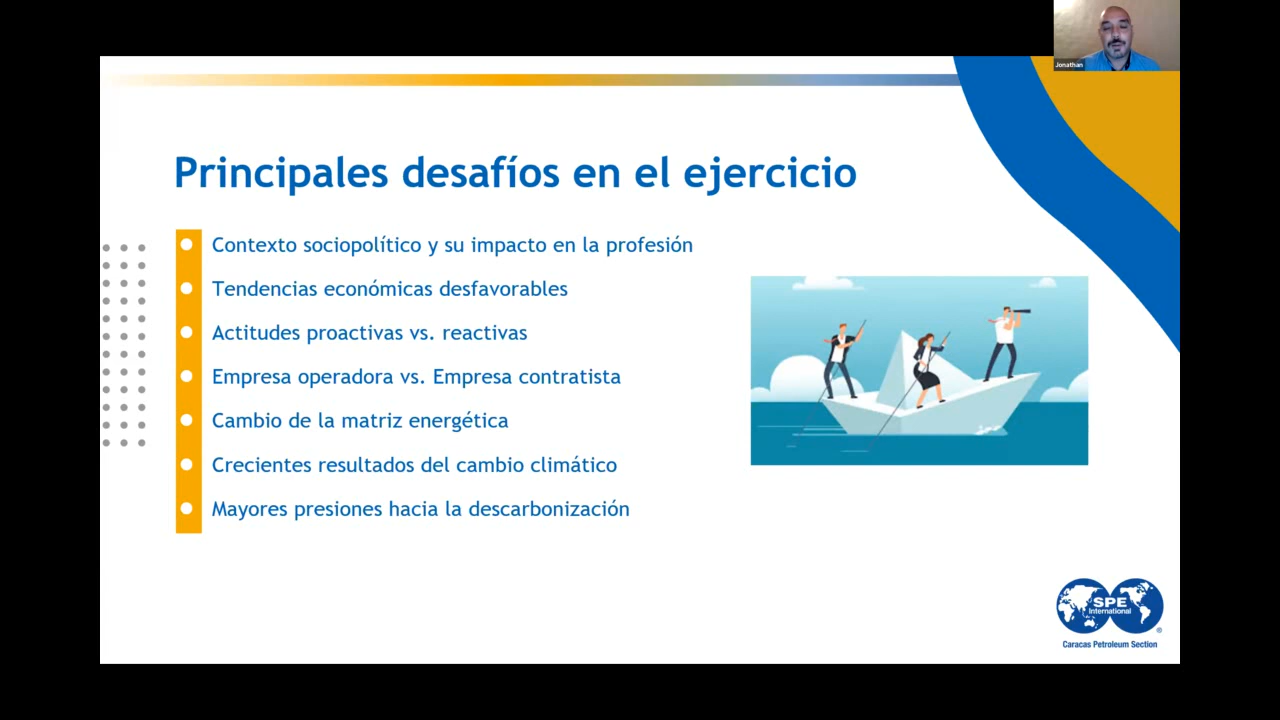 Jonathan
Principales desafíos en el ejercicio
Contexto sociopolítico y su impacto en la profesión
Tendencias económicas desfavorables
Actitudes proactivas vs. reactivas
Empresa operadora vs. Empresa contratista
Cambio de la matriz energética
Crecientes resultados del cambio climático
Mayores presiones hacia la descarbonización
SPE
International
®
Caracas Petroleum Section